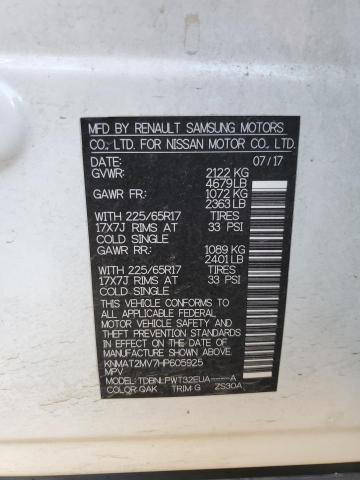 MFD BY RENAULT SAMSUNG MOTORS
CO. LTD. FOR NISSAN MOTOR CO. LTD.
DATE: 07/17
GVWR: 2122 KG
4679LB
GAWR FR: 1072 KG
2363 LB
WITH 225/65R17 TIRES
17X7J RIMS AT 33 PSI
COLD SINGLE
GAWR RR: 1089 KG
2401 LB
WITH 225/65R17 TIRES
17X7J RIMS AT 33 PSI
COLD SINGLE
THIS VEHICLE CONFORMS TO
ALL APPLICABLE FEDERAL
MOTOR VEHICLE SAFETY AND
THEFT PREVENTION STANDARDS
IN EFFECT ON THE DATE OF
MANUFACTURE SHOWN ABOVE.
KNMAT2MV7HP605925
MPV
MODEL: TDBNLPWT32EUA-----A
COLOR: QAK TRIM: G ZS30A